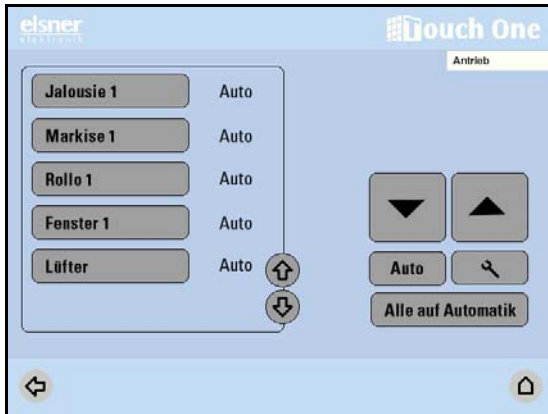 elsner
elektronik
Touch One
Antrieb
Jalousie 1 Auto
Markise 1 Auto
Rollo 1 Auto
Fenster 1 Auto
Lüfter Auto
Auto
Alle auf Automatik